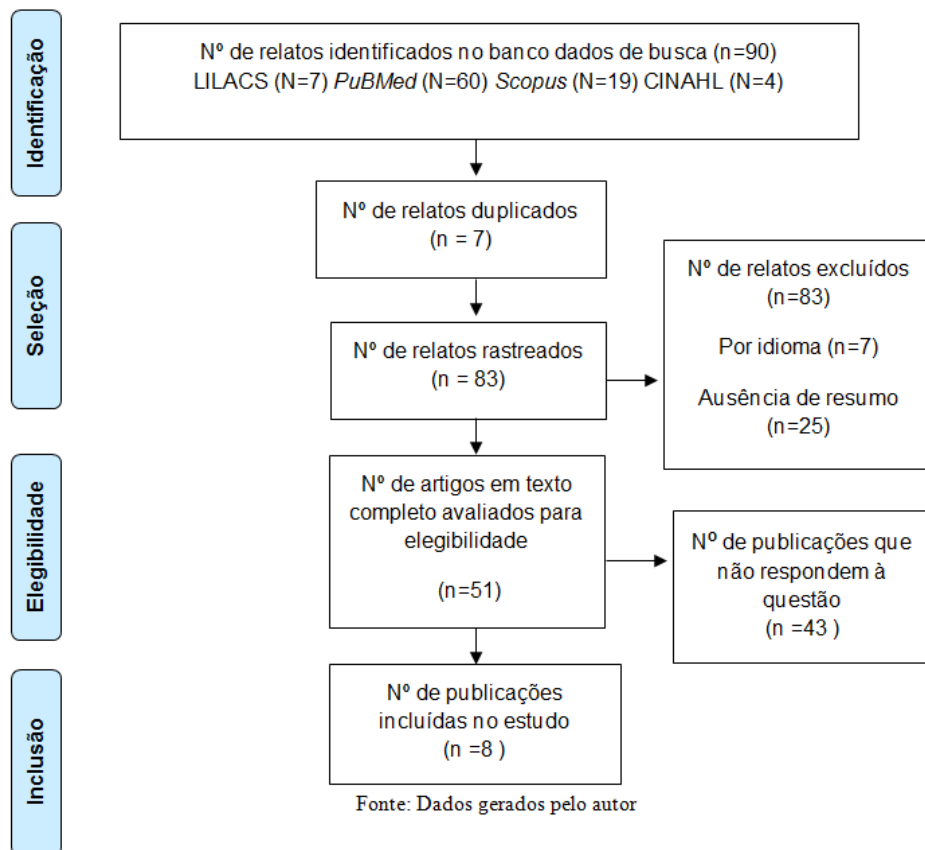 Identificação
Nº de relatos identificados no banco dados de busca (n=90)
LILACS (N=7) PuBMed (N=60) Scopus (N=19) CINAHL (N=4)
Seleção
Nº de relatos duplicados
(n = 7)
Nº de relatos rastreados
(n = 83)
Nº de relatos excluídos
(n=83)
Por idioma (n=7)
Ausência de resumo
(n=25)
Elegibilidade
Nº de artigos em texto
completo avaliados para
elegibilidade
(n=51)
Nº de publicações que
não respondem à
questão
(n =43 )
Inclusão
Nº de publicações
incluídas no estudo
(n =8 )
Fonte: Dados gerados pelo autor